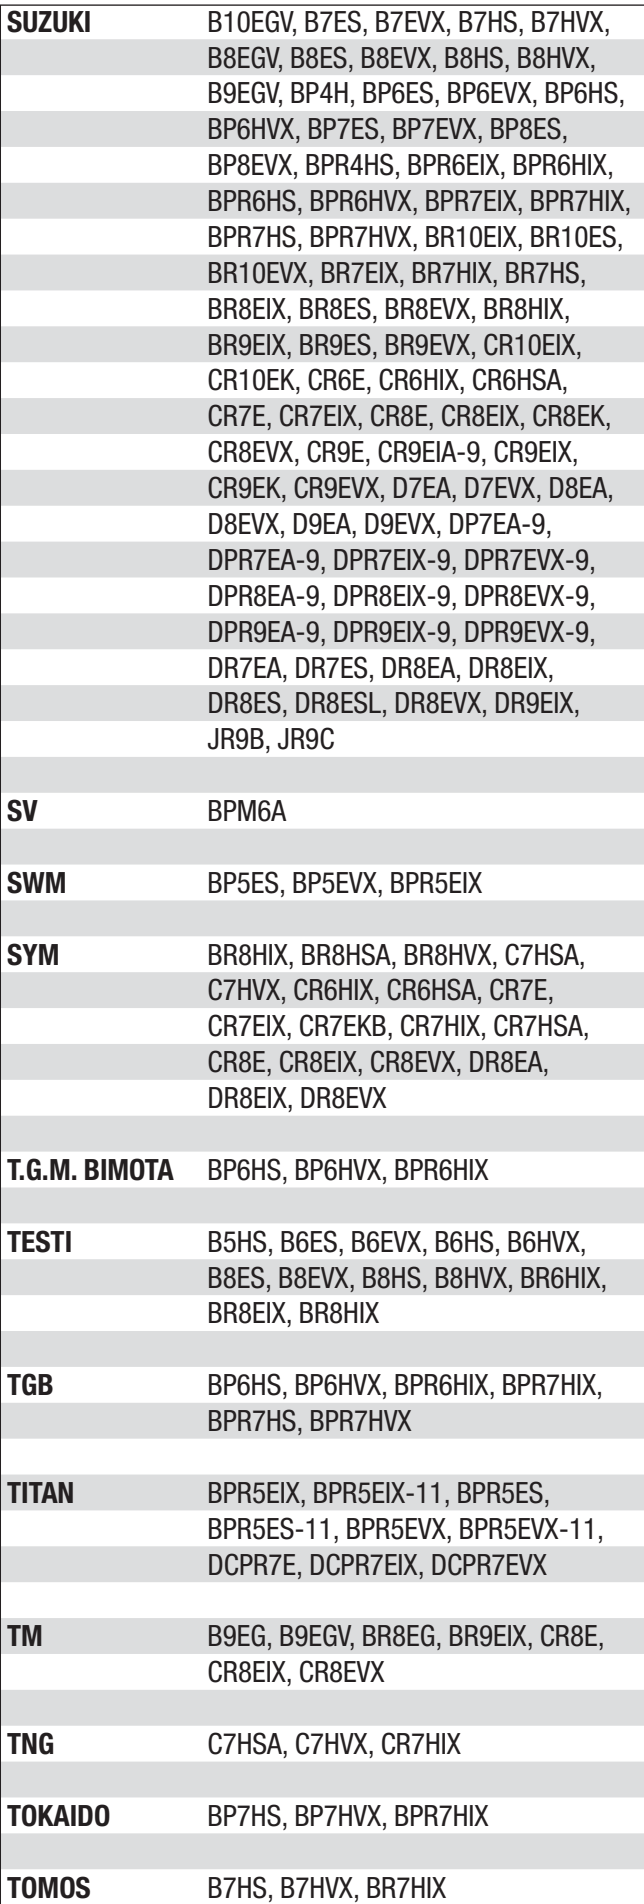 SUZUKI B10EGV, B7ES, B7EVX, B7HS, B7HVX,
B8EGV, B8ES, B8EVX, B8HS, B8HVX,
B9EGV, BP4H, BP6ES, BP6EVX, BP6HS,
BP6HVX, BP7ES, BP7EVX, BP8ES,
BP8EVX, BPR4HS, BPR6EIX, BPR6HIX,
BPR6HS, BPR6HVX, BPR7EIX, BPR7HIX,
BPR7HS, BPR7HVX, BR10EIX, BR10ES,
BR10EVX, BR7EIX, BR7HIX, BR7HS,
BR8EIX, BR8ES, BR8EVX, BR8HIX,
BR9EIX, BR9ES, BR9EVX, CR10EIX,
CR10EK, CR6E, CR6HIX, CR6HSA,
CR7E, CR7EIX, CR8E, CR8EIX, CR8EK,
CR8EVX, CR9E, CR9EIA-9, CR9EIX,
CR9EK, CR9EVX, D7EA, D7EVX, D8EA,
D8EVX, D9EA, D9EVX, DP7EA-9,
DPR7EA-9, DPR7EIX-9, DPR7EVX-9,
DPR8EA-9, DPR8EIX-9, DPR8EVX-9,
DPR9EA-9, DPR9EIX-9, DPR9EVX-9,
DR7EA, DR7ES, DR8EA, DR8EIX,
DR8ES, DR8ESL, DR8EVX, DR9EIX,
JR9B, JR9C
SV BPM6A
SWM BP5ES, BP5EVX, BPR5EIX
SYM BR8HIX, BR8HSA, BR8HVX, C7HSA,
C7HVX, CR6HIX, CR6HSA, CR7E,
CR7EIX, CR7EKB, CR7HIX, CR7HSA,
CR8E, CR8EIX, CR8EVX, DR8EA,
DR8EIX, DR8EVX
T.G.M. BIMOTA BP6HS, BP6HVX, BPR6HIX
TESTI B5HS, B6ES, B6EVX, B6HS, B6HVX,
B8ES, B8EVX, B8HS, B8HVX, BR6HIX,
BR8EIX, BR8HIX
TGB BP6HS, BP6HVX, BPR6HIX, BPR7HIX,
BPR7HS, BPR7HVX
TITAN BPR5EIX, BPR5EIX-11, BPR5ES,
BPR5ES-11, BPR5EVX, BPR5EVX-11,
DCPR7E, DCPR7EIX, DCPR7EVX
TM B9EG, B9EGV, BR8EG, BR9EIX, CR8E,
CR8EIX, CR8EVX
TNG C7HSA, C7HVX, CR7HIX
TOKAIDO BP7HS, BP7HVX, BPR7HIX
TOMOS B7HS, B7HVX, BR7HIX